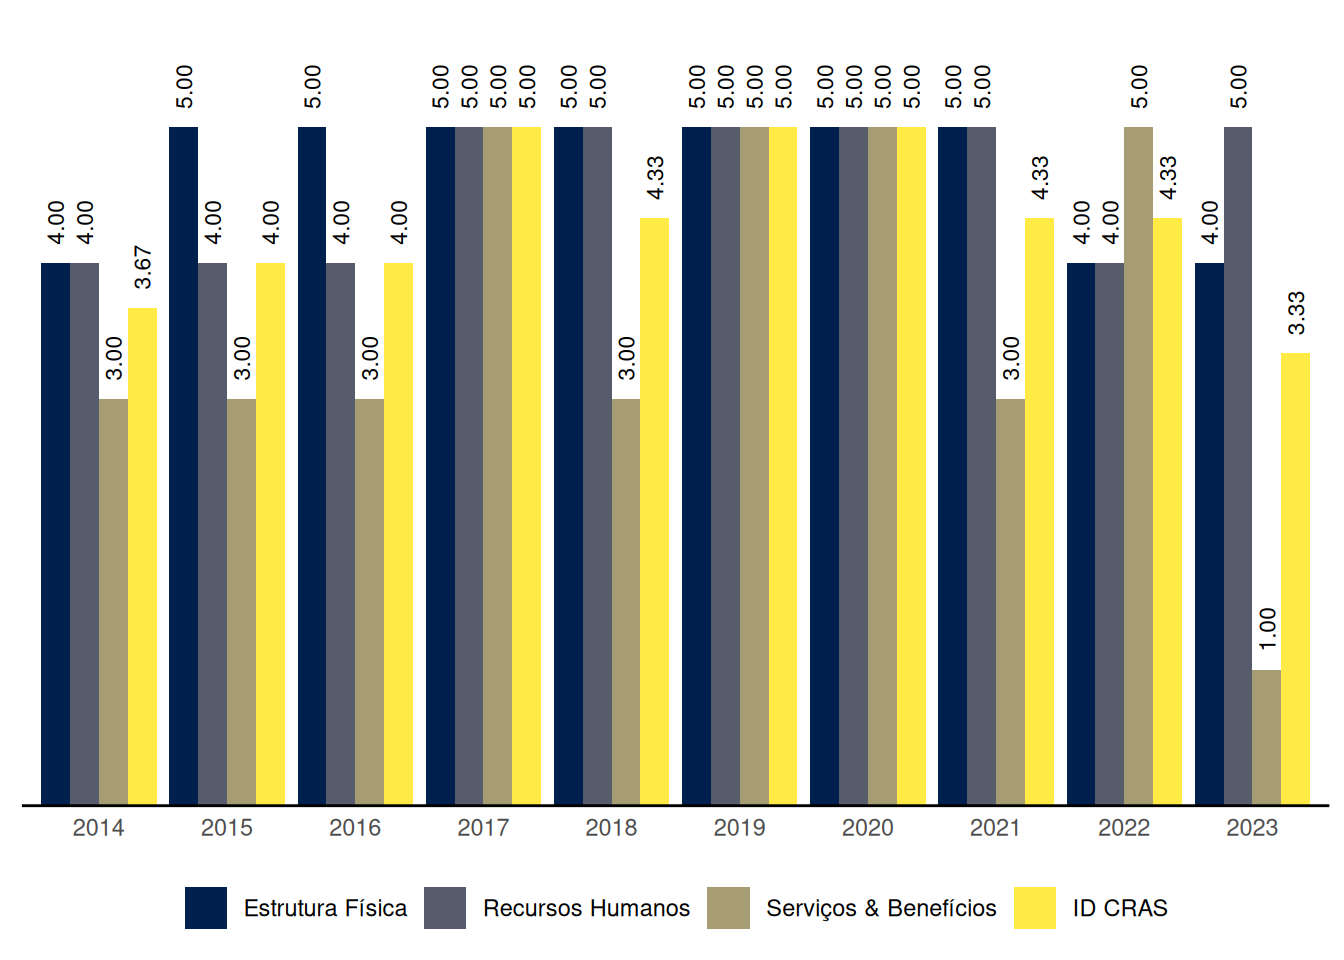 5.00 5.00 5.00 5.00 5.00 5.00 5.00 5.00 5.00 5.00 5.00 5.00 5.00 5.00 5.00 5.00 5.00 5.00 5.00 5.00
4.33 4.33 4.33
4.00 4.00 4.00 4.00 4.00 4.00 4.00 4.00 4.00
3.67
3.33
3.00 3.00 3.00 3.00 3.00
1.00
2014 2015 2016 2017 2018 2019 2020 2021 2022 2023
Estrutura Física Recursos Humanos Serviços & Benefícios ID CRAS